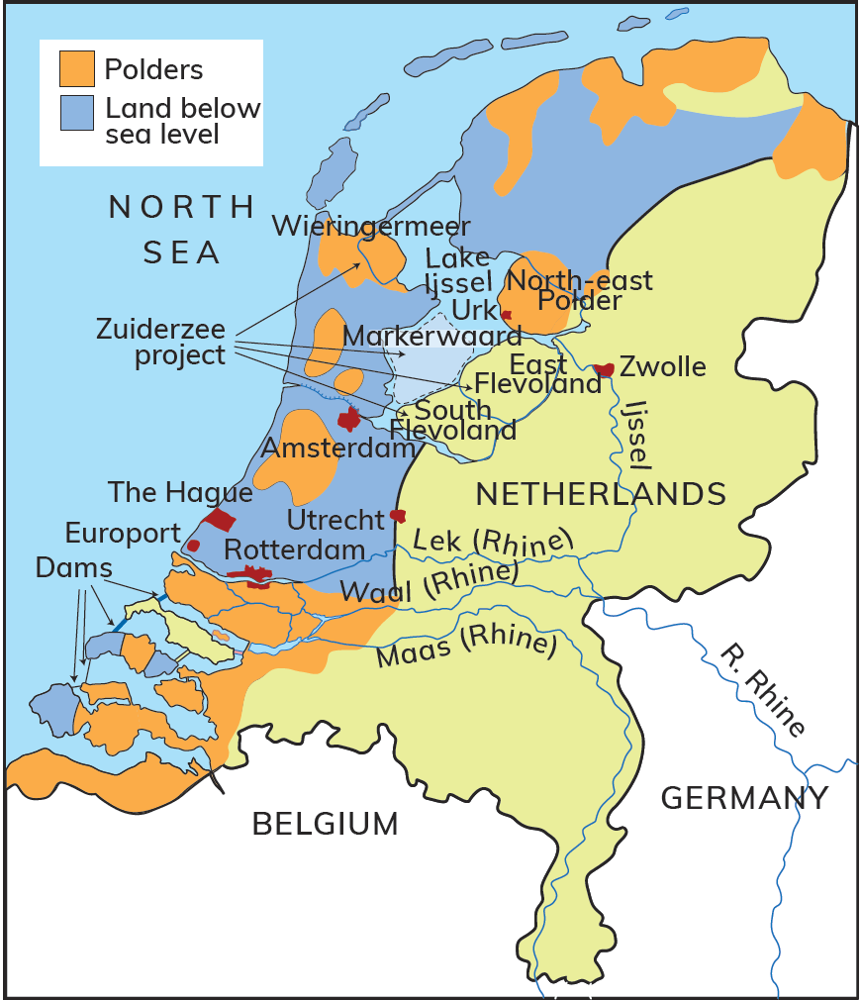 Polders
Land below
sea level
NORTH
SEA
Wieringermeer
Lake
Ijssel
North-east
Polder
Urk
Zuiderzee
project
Markerwaard
East
Flevoland
Zwolle
South
Flevoland
Ijssel
Amsterdam
The Hague
NETHERLANDS
Europort
Utrecht
Rotterdam
Lek (Rhine)
Dams
Waal (Rhine)
Maas (Rhine)
R. Rhine
GERMANY
BELGIUM